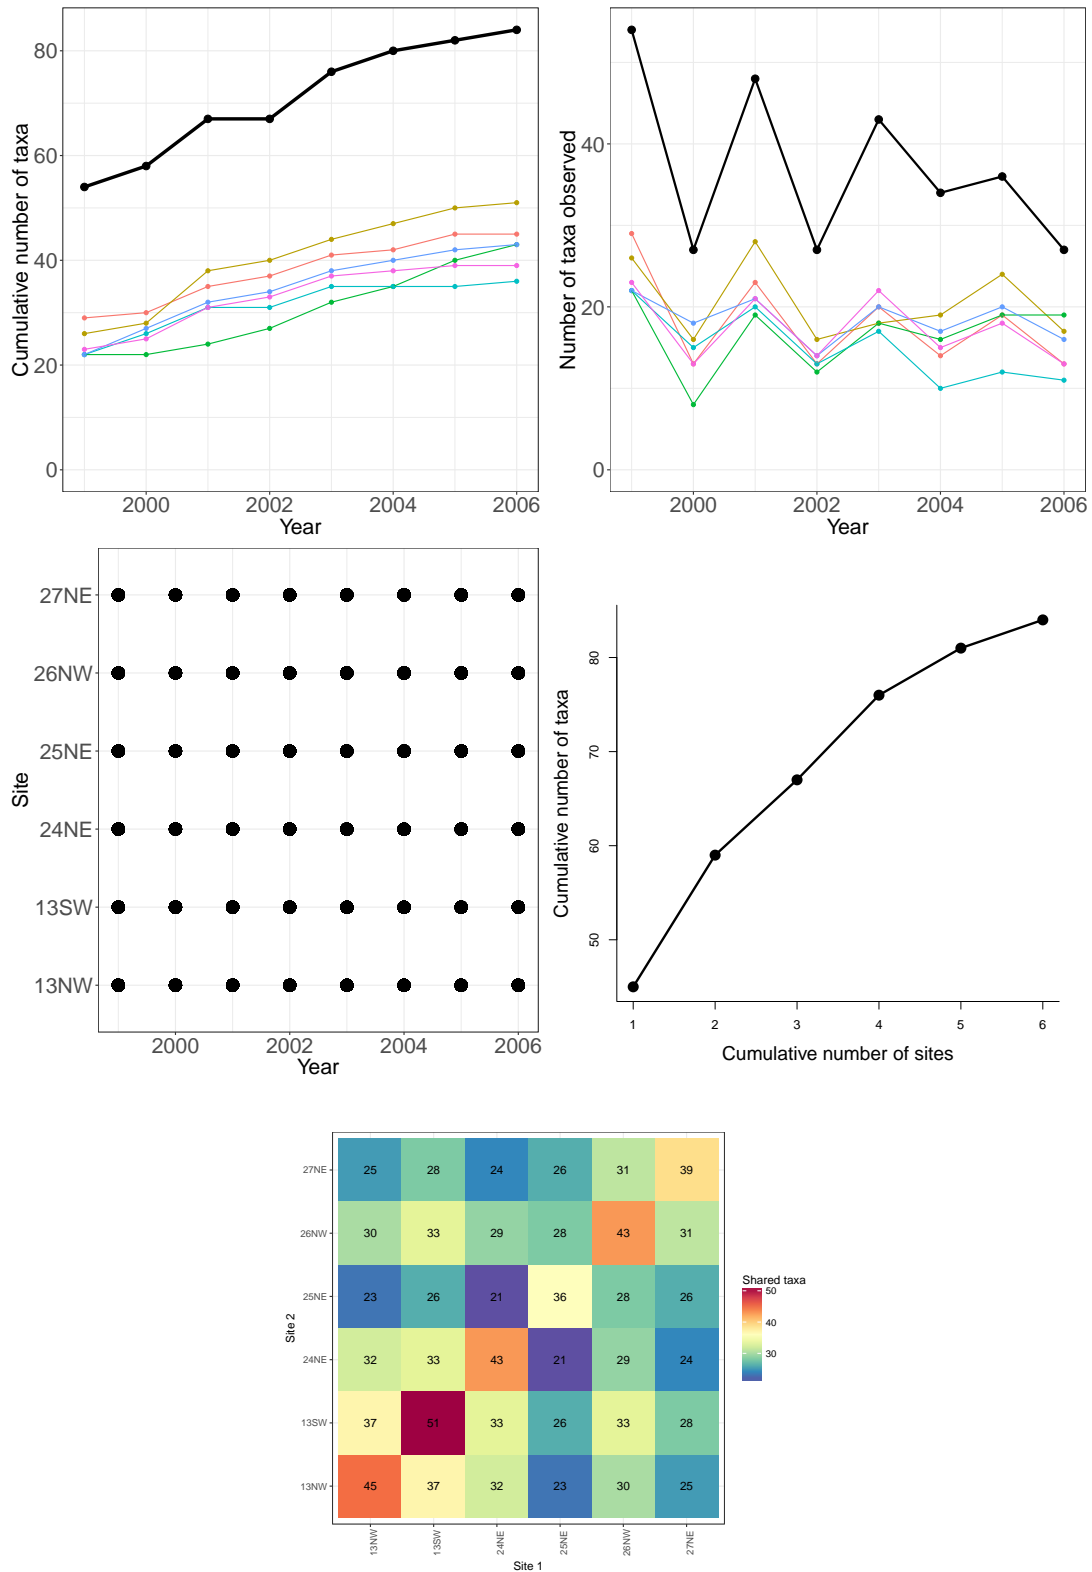 Cumulative number of taxa
80
60
40
20
0
2000 2002 2004 2006
Year
Number of taxa observed
40
20
0
2000 2002 2004 2006
Year
Site
27NE
26NW
25NE
24NE
13SW
13NW
2000 2002 2004 2006
Year
Cumulative number of taxa
80
70
60
50
1 2 3 4 5 6
Cumulative number of sites
Site 2
27NE 25 28 24 26 31 39
26NW 30 33 29 28 43 31
25NE 23 26 21 36 28 26
24NE 32 33 43 21 29 24
13SW 37 51 33 26 33 28
13NW 45 37 32 23 30 25
13NW 13SW 24NE 25NE 26NW 27NE
Site 1
Shared taxa
50
40
30